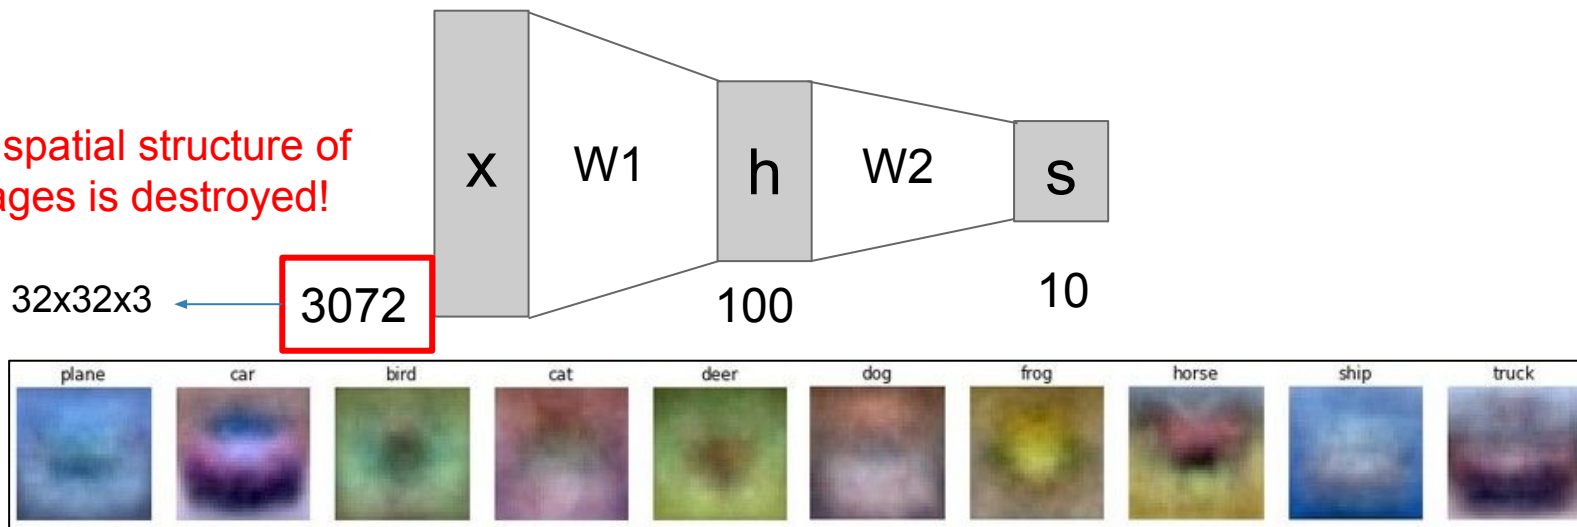 spatial structure of
ages is destroyed!
x
W1
h
W2
s
32x32x3
3072
100
10
plane car bird cat deer dog frog horse ship truck